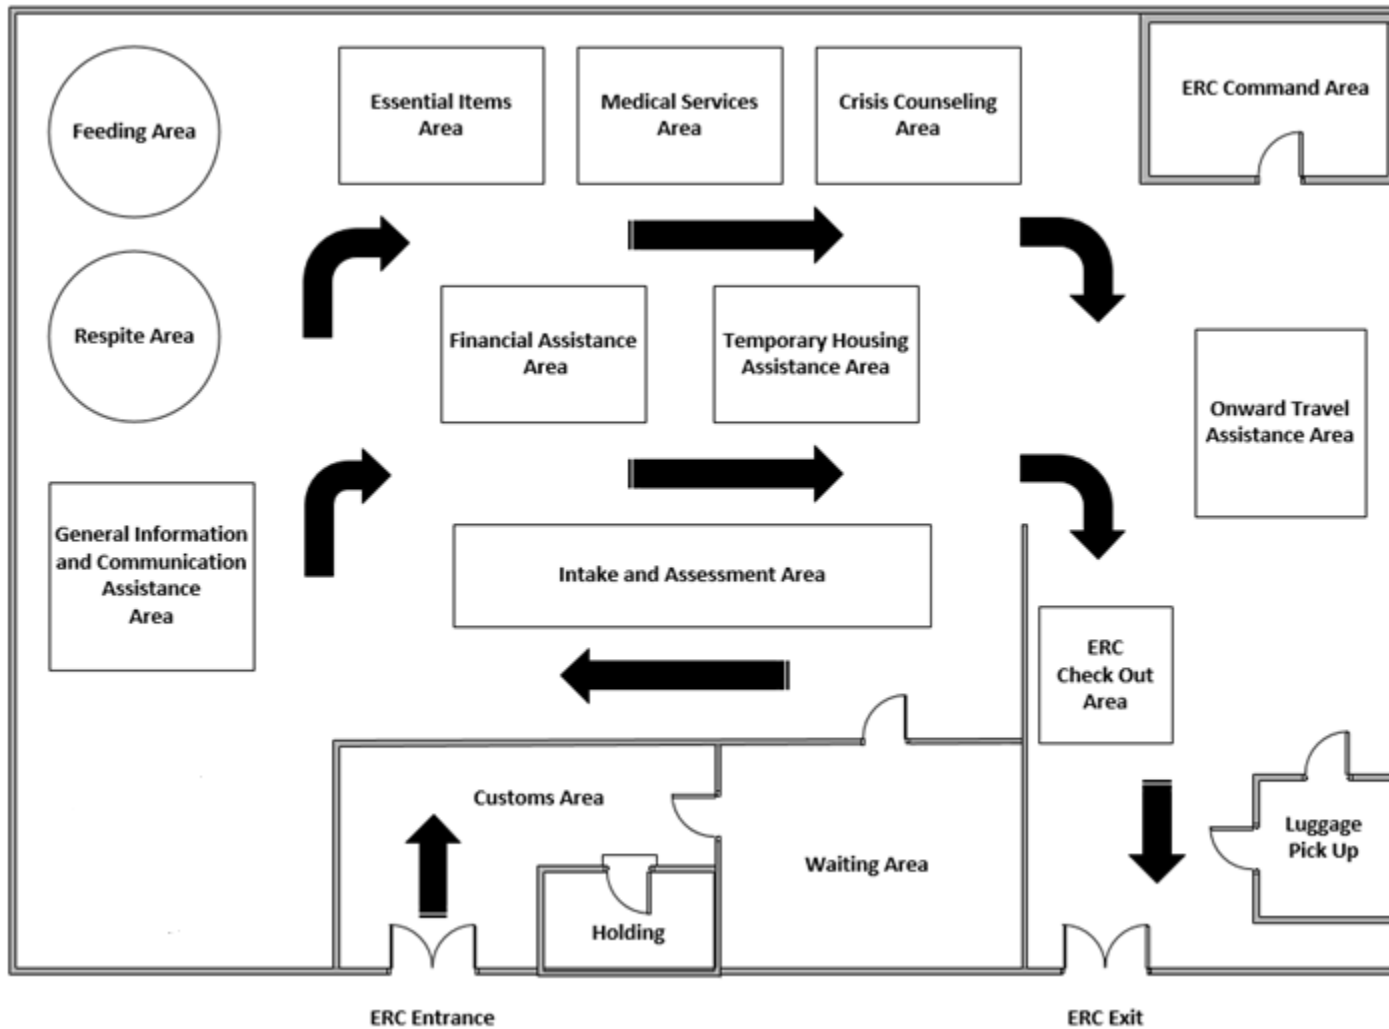 Feeding Area
Essential Items
Area
Medical Services
Area
Crisis Counseling
Area
ERC Command Area
Respite Area
Financial Assistance
Area
Temporary Housing
Assistance Area
Onward Travel
Assistance Area
General Information
and Communication
Assistance
Area
Intake and Assessment Area
ERC
Check Out
Area
Customs Area
Waiting Area
Luggage
Pick Up
Holding
ERC Entrance
ERC Exit